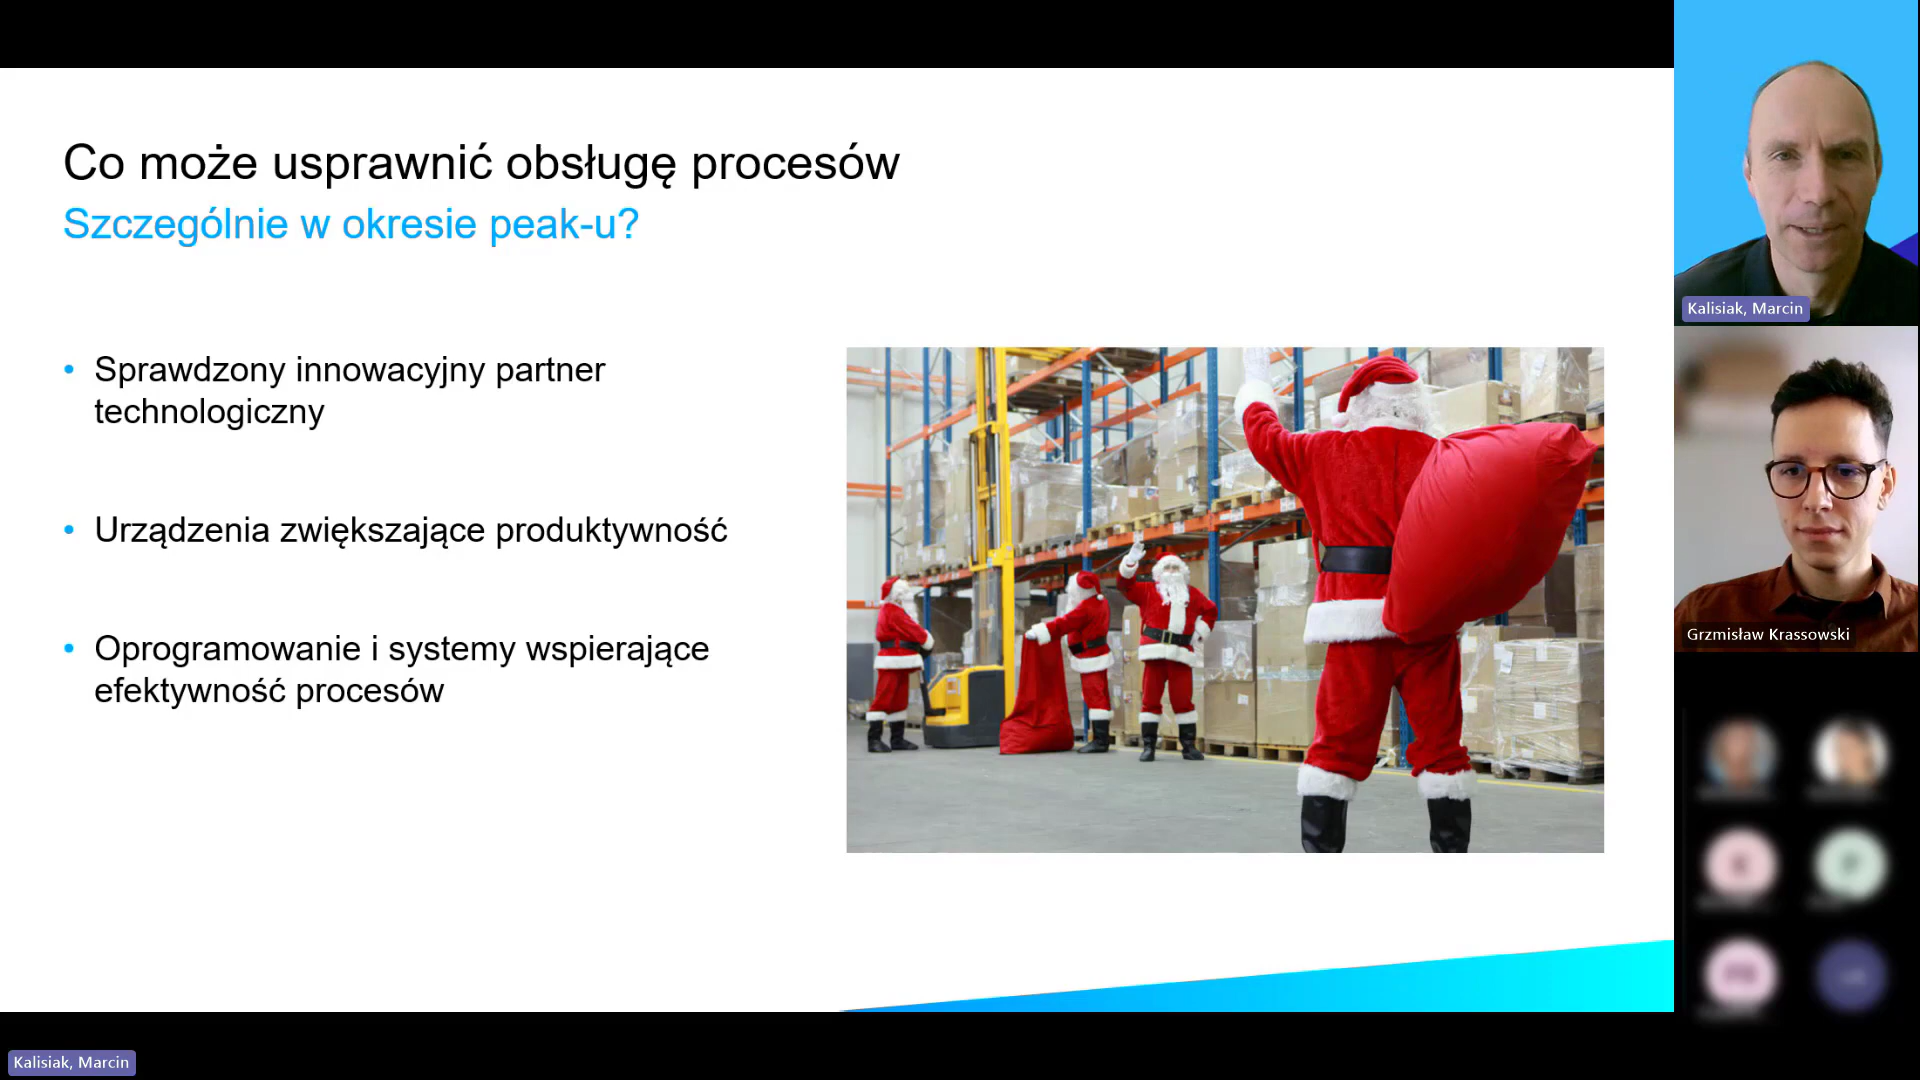 Co może usprawnić obsługę procesów
Szczególnie w okresie peak-u?
• Sprawdzony innowacyjny partner
technologiczny
• Urządzenia zwiększające produktywność
• Oprogramowanie i systemy wspierające
efektywność procesów
Kalisiak, Marcin
Grzmisław Krassowski
Kalisiak, Marcin